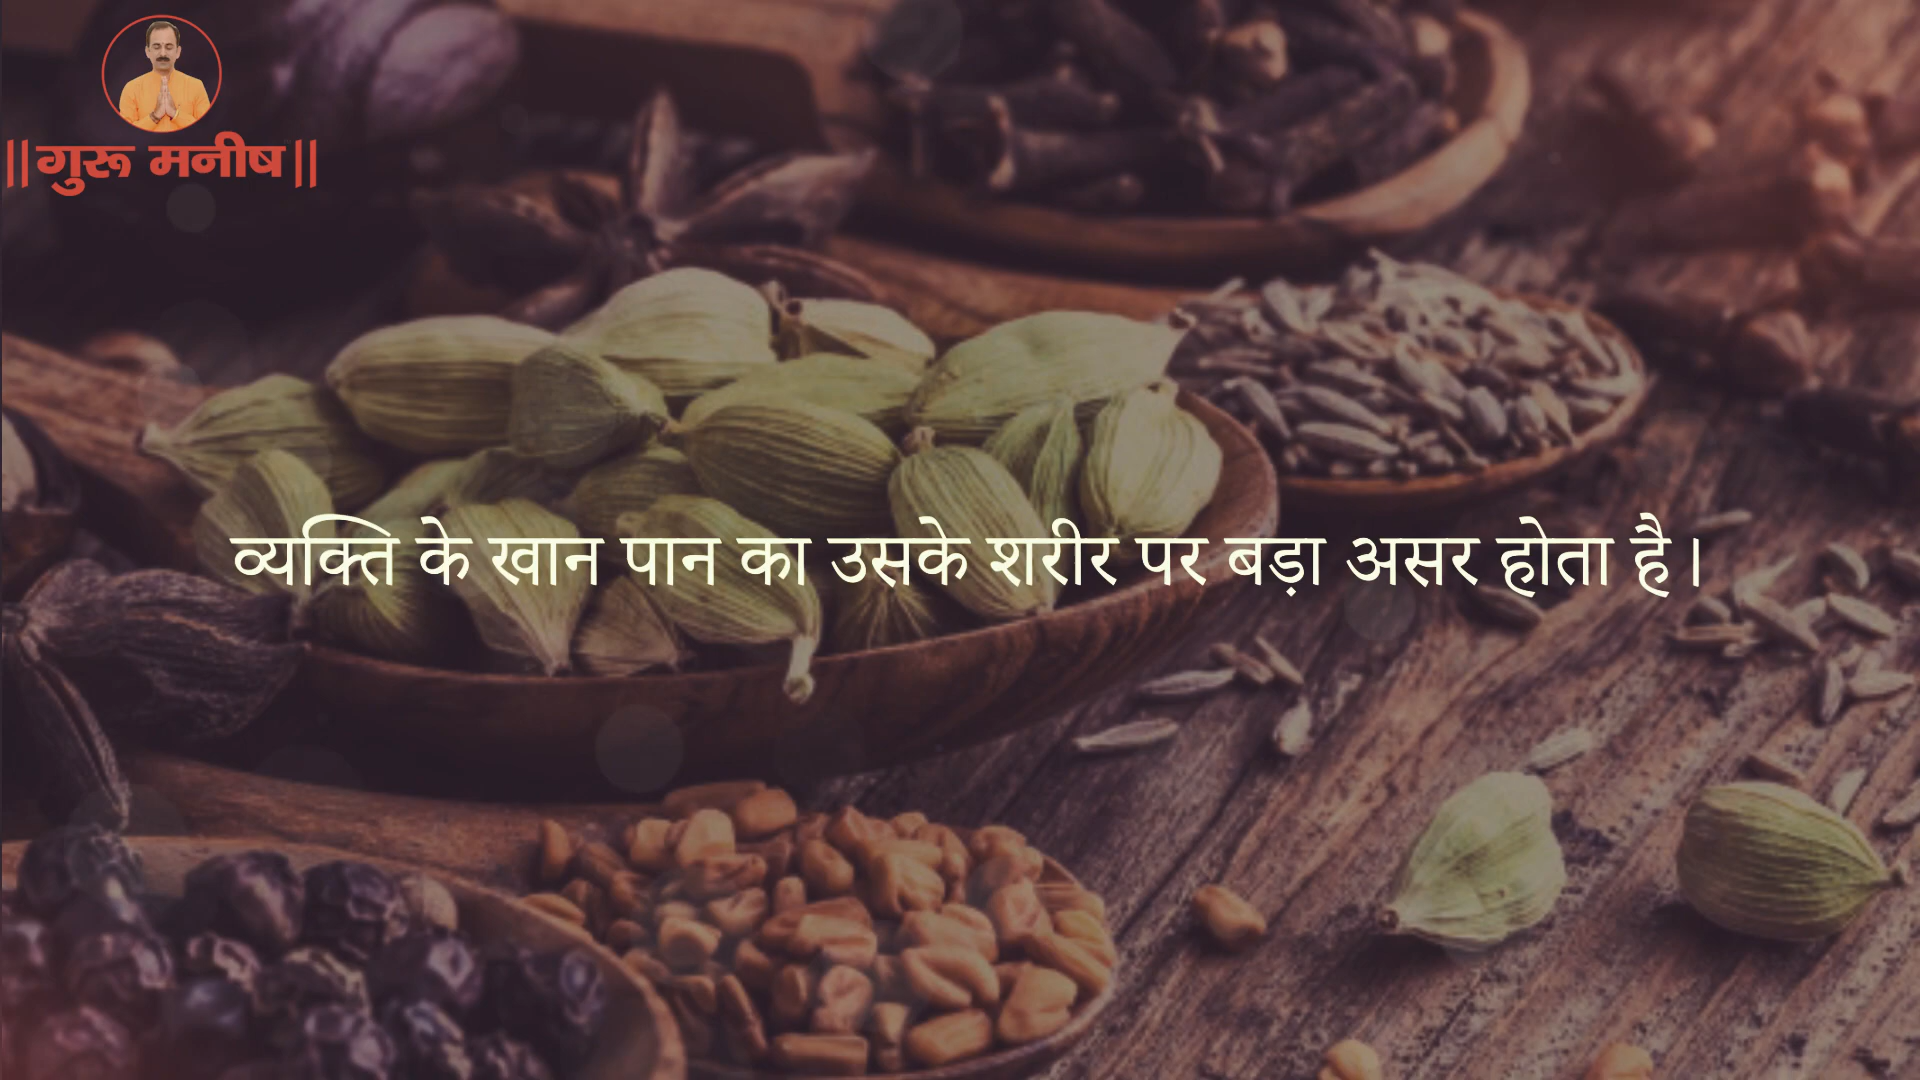 ||गुरू मनीष||
व्यक्ति के खान पान का उसके शरीर पर बड़ा असर होता है।